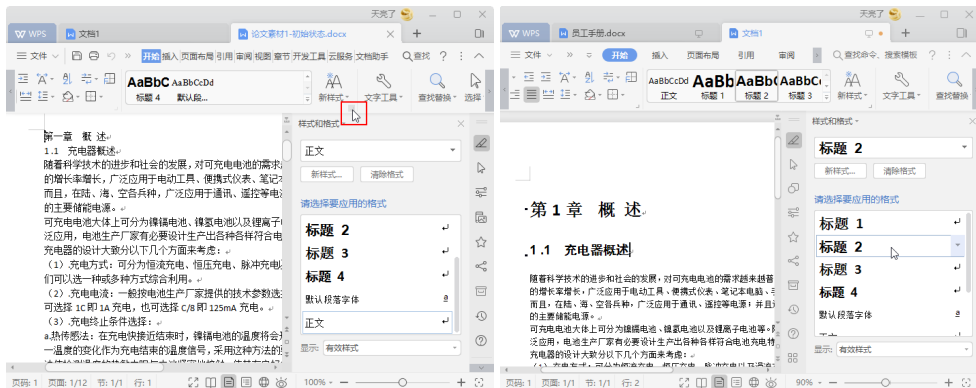 天亮了
WPS
文档1
论文素材1-初始状态.docx
文件
开始 插入 页面布局 引用 审阅 视图 章节 开发工具 云服务 文档助手
查找
AaBbC AaBbCcDd
标题 4 默认段...
新样式 文字工具 查找替换 选择
第一章 概 述
1.1 充电器概述
随着科学技术的进步和社会的发展，对可充电电池的需求
的增长率增长，广泛应用于电动工具、便携式仪表、笔记本
而且，在陆、海、空各兵种，广泛应用于通讯、遥控等电
的主要储能电源。
可充电电池大体上可分为镍镉电池、镍氢电池以及锂离子
泛应用，电池生产厂家有必要设计生产出各种各样符合电
充电器的设计大致分以下几个方面来考虑：
（1）.充电方式：可分为恒流充电、恒压充电、脉冲充电
们可以选一种或多种方式综合利用。
（2）.充电电流：一般按电池生产厂家提供的技术参数选
可选择 1C 即 1A 充电，也可选择 C/8 即 125mA 充电。
（3）.充电终止条件选择：
a.热传感法：在充电快接近结束时，镍镉电池的温度将会
一温度的变化作为充电结束的温度信号，采用这种方法的
样式和格式
正文
新样式... 清除格式
请选择要应用的格式
标题 2
标题 3
标题 4
默认段落字体 a
正文
显示: 有效样式
页码: 1 页面: 1/12 节: 1/1 行: 1
100%
天亮了
WPS
员工手册.docx
文档1
文件
开始 插入 页面布局 引用 审阅
查找命令、搜索模板
AaBbCcDd AaBb AaBb( AaBbC
正文 标题 1 标题 2 标题 3
新样式 文字工具 查找替换
第 1 章 概 述
1.1 充电器概述
随着科学技术的进步和社会的发展，对可充电电池的需求越来越普
的增长率增长，广泛应用于电动工具、便携式仪表、笔记本电脑、
而且，在陆、海、空各兵种，广泛应用于通讯、遥控等电源；并且
的主要储能电源。
可充电电池大体上可分为镍镉电池、镍氢电池以及锂离子电池等。
泛应用，电池生产厂家有必要设计生产出各种各样符合电池充电特
充电器的设计大致分以下几个方面来考虑：
样式和格式
标题 2
新样式... 清除格式
请选择要应用的格式
标题 1
标题 2
标题 3
标题 4
默认段落字体 a
显示: 有效样式
页码: 1 页面: 1/1 节: 1/1 行: 2
90%